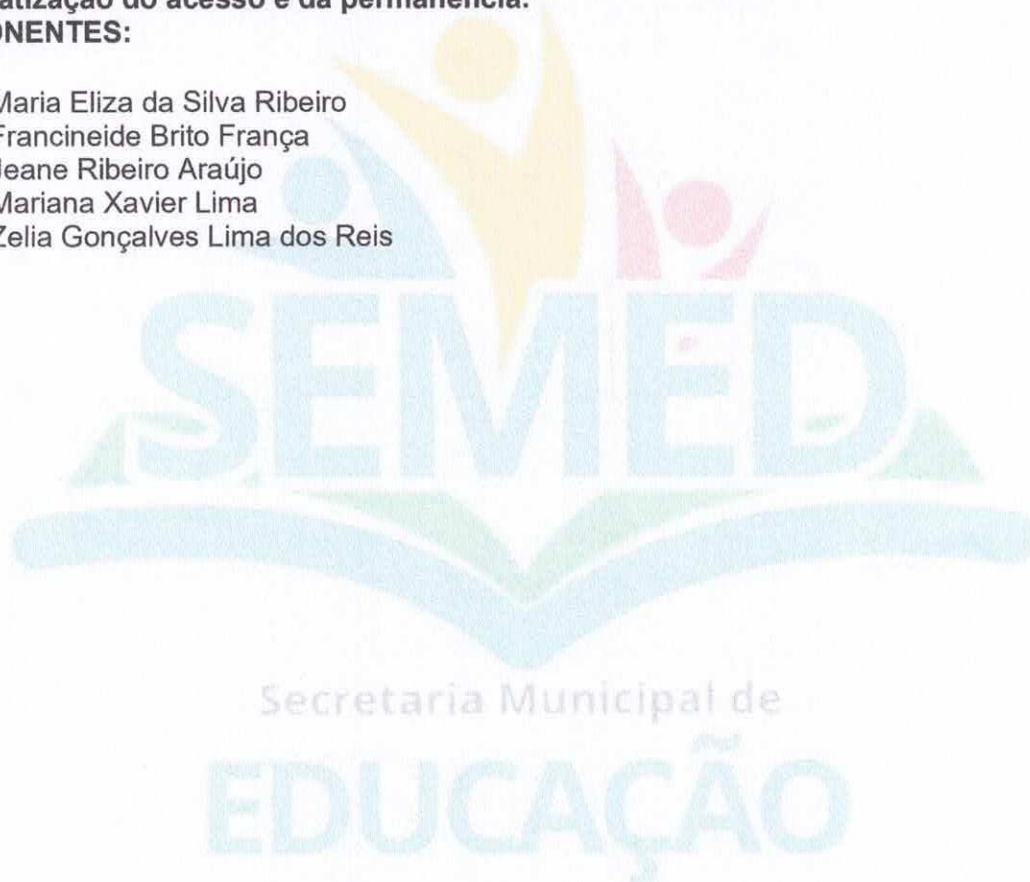 atização do acesso e da permanência.
ONENTES:
Maria Eliza da Silva Ribeiro
Francineide Brito França
Jeane Ribeiro Araújo
Mariana Xavier Lima
Zelia Gonçalves Lima dos Reis
SEMED
Secretaria Municipal de
EDUCAÇÃO